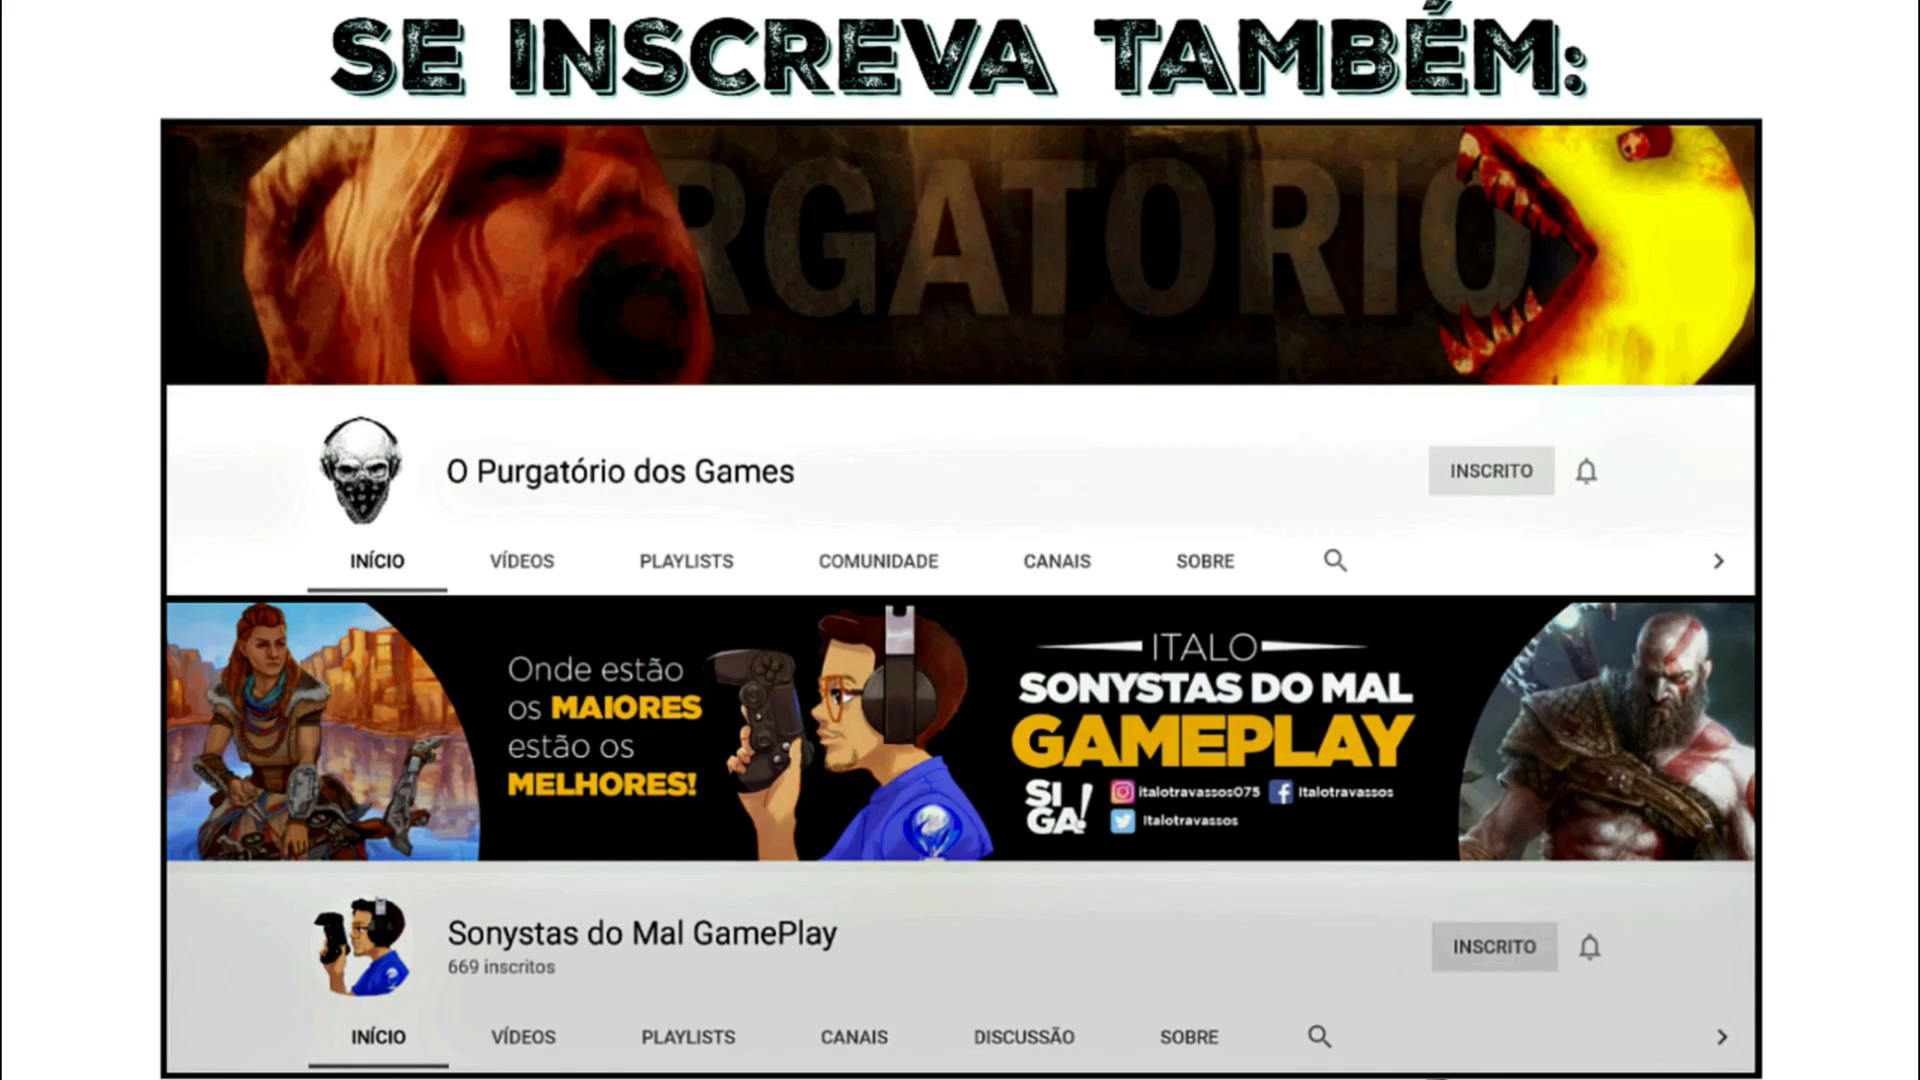 SE INSCREVA TAMBÉM:
RGATORIO
O Purgatório dos Games
INSCRITO
INÍCIO VÍDEOS PLAYLISTS COMUNIDADE CANAIS SOBRE
Onde estão
os MAIORES
estão os
MELHORES!
ITALO
SONYSTAS DO MAL
GAMEPLAY
SI
GA!
italotravassos075 Italotravassos
Italotravassos
Sonystas do Mal GamePlay
669 inscritos
INSCRITO
INÍCIO VÍDEOS PLAYLISTS CANAIS DISCUSSÃO SOBRE